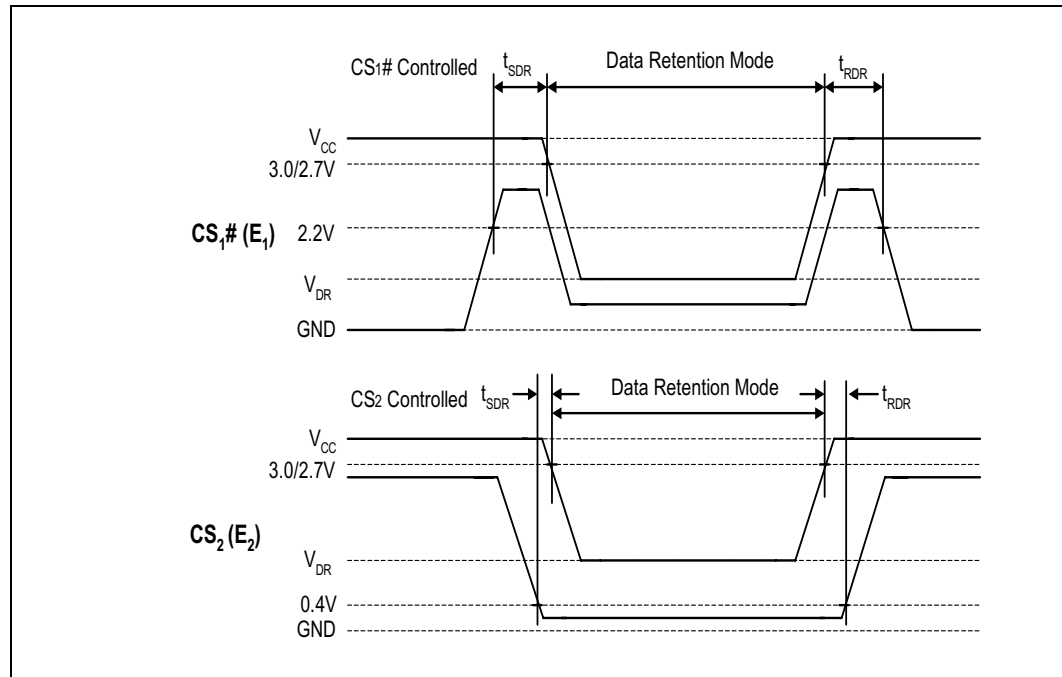 CS1# Controlled tSDR Data Retention Mode tRDR
VCC
3.0/2.7V
CS1# (E1) 2.2V
VDR
GND
CS2 Controlled tSDR Data Retention Mode tRDR
VCC
3.0/2.7V
CS2 (E2)
VDR
0.4V
GND